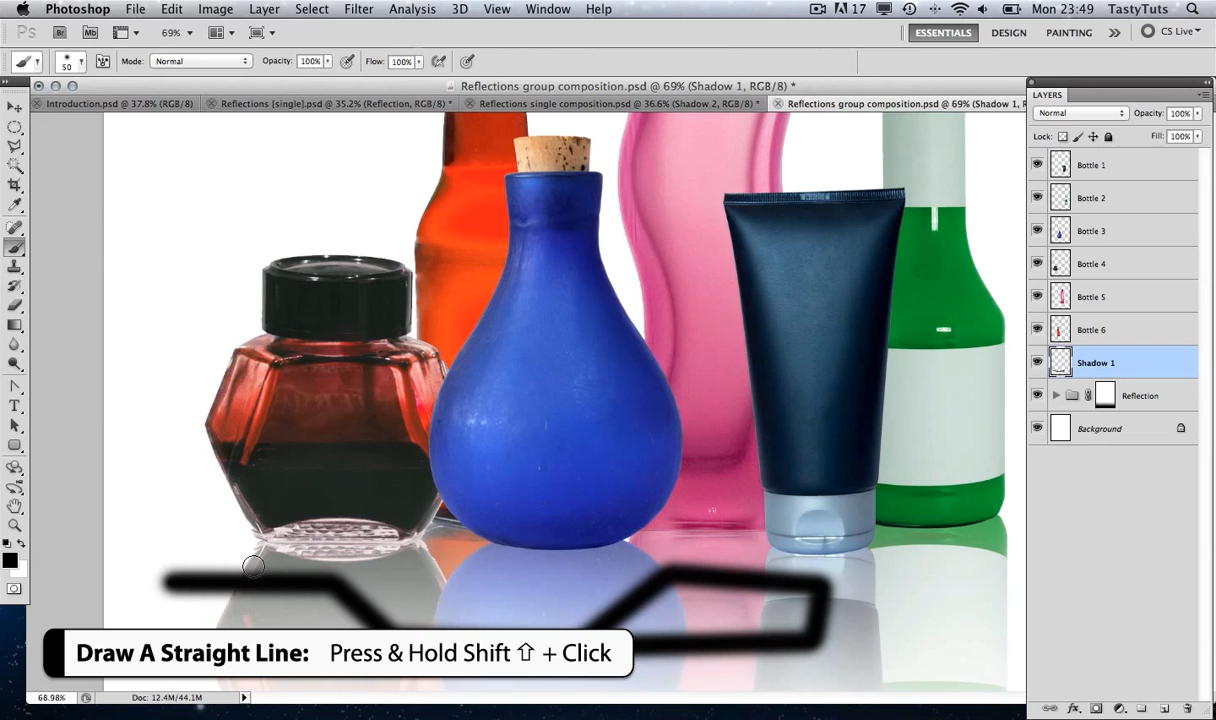 Photoshop File Edit Image Layer Select Filter Analysis 3D View Window Help 17 Mon 23:49 TastyTuts
Ps Br Mb 69% ESSENTIALS DESIGN PAINTING CS Live
50 Mode: Normal Opacity: 100% Flow: 100%
Reflections group composition.psd @ 69% (Shadow 1, RGB/8) *
Introduction.psd @ 37.8% (RGB/8) Reflections [single].psd @ 35.2% (Reflection, RGB/8) * Reflections single composition.psd @ 36.6% (Shadow 2, RGB/8) * Reflections group composition.psd @ 69% (Shadow 1, R
LAYERS
Normal Opacity: 100%
Lock: Fill: 100%
Bottle 1
Bottle 2
Bottle 3
Bottle 4
Bottle 5
Bottle 6
Shadow 1
Reflection
Background
Draw A Straight Line: Press & Hold Shift ⇧ + Click
68.98% Doc: 12.4M/44.1M